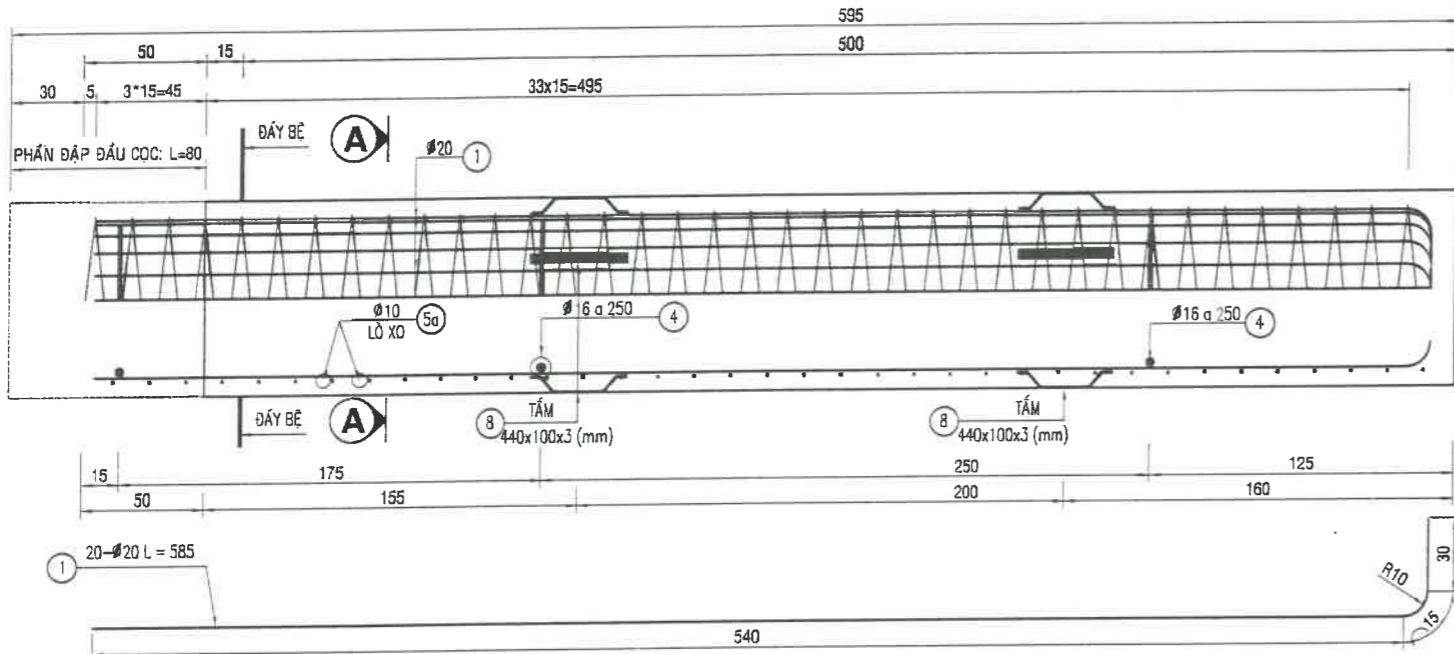 595
50
15
500
30
5
3*15=45
33x15=495
ĐÁY BỆ
A
PHẦN ĐẬP ĐẦU CỌC: L=80
Ø20
1
Ø10
LÒ XO
5a
Ø16 a 250
4
Ø16 a 250
4
ĐÁY BỆ
A
8
TẤM
440x100x3 (mm)
8
TẤM
440x100x3 (mm)
15
175
250
125
50
155
200
160
1
20-Ø20 L = 585
R10
30
15
540